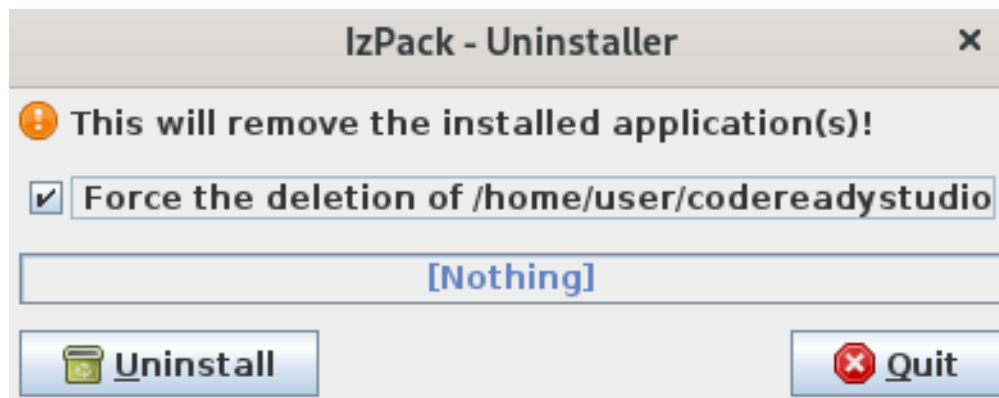 IzPack - Uninstaller
This will remove the installed application(s)!
Force the deletion of /home/user/codereadystudio
[Nothing]
Uninstall Quit